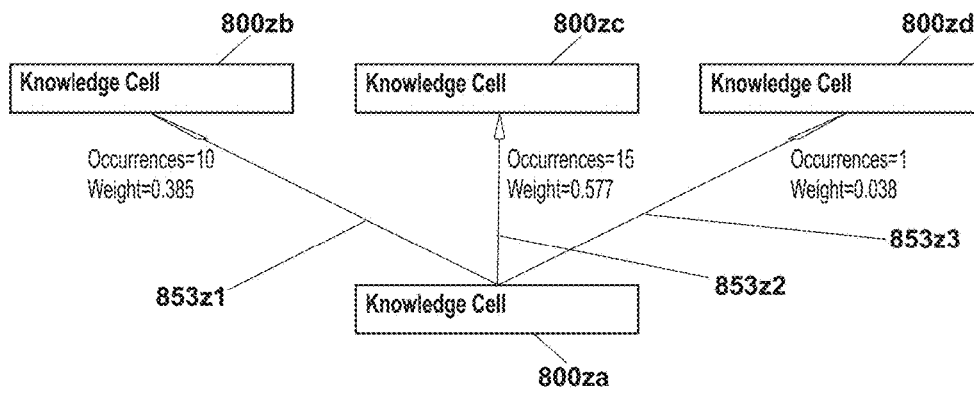 800zb
800zc
800zd
Knowledge Cell
Knowledge Cell
Knowledge Cell
Occurrences=10
Weight=0.385
Occurrences=15
Weight=0.577
Occurrences=1
Weight=0.038
853z3
853z1
853z2
Knowledge Cell
800za